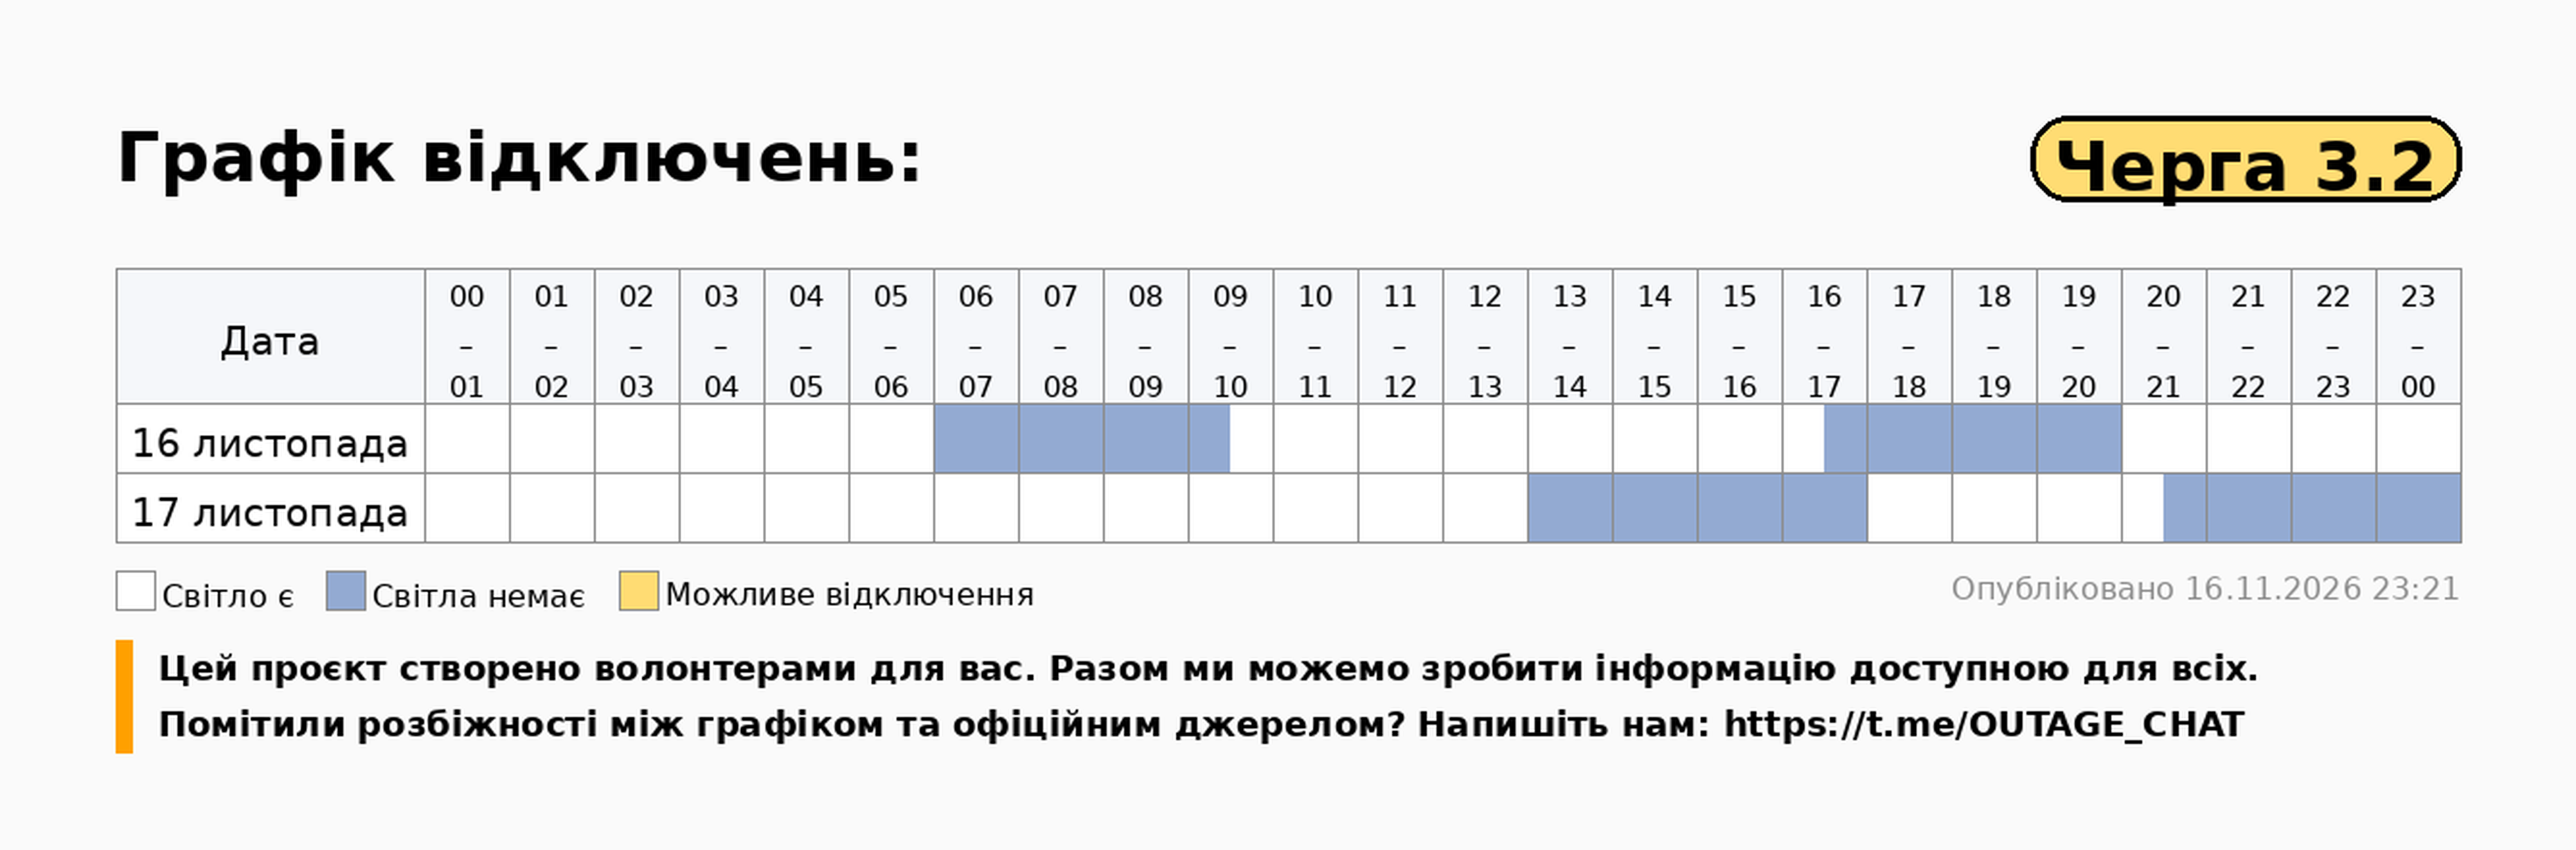 Графік відключень:
Черга 3.2
Дата 00 – 01 01 – 02 02 – 03 03 – 04 04 – 05 05 – 06 06 – 07 07 – 08 08 – 09 09 – 10 10 – 11 11 – 12 12 – 13 13 – 14 14 – 15 15 – 16 16 – 17 17 – 18 18 – 19 19 – 20 20 – 21 21 – 22 22 – 23 23 – 00
16 листопада
17 листопада
Світло є Світла немає Можливе відключення
Опубліковано 16.11.2026 23:21
Цей проєкт створено волонтерами для вас. Разом ми можемо зробити інформацію доступною для всіх.
Помітили розбіжності між графіком та офіційним джерелом? Напишіть нам: https://t.me/OUTAGE_CHAT